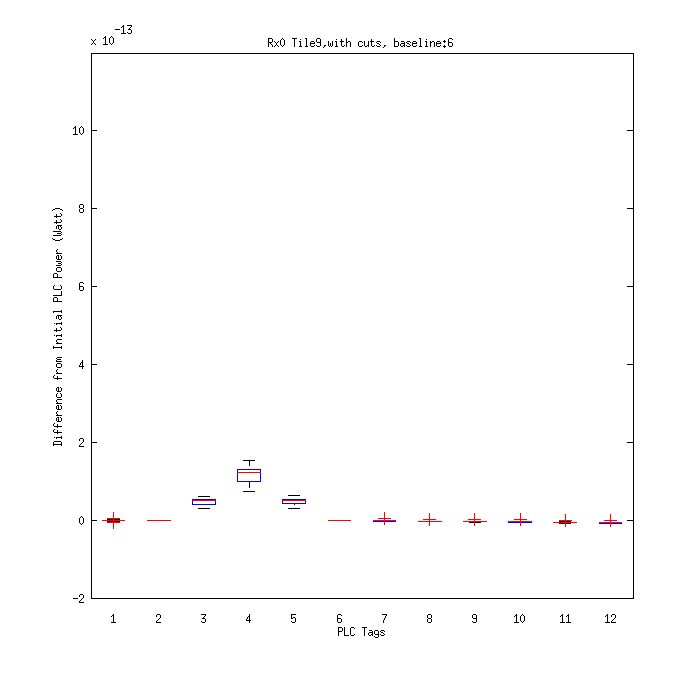 x 10-13
Rx0 Tile9,with cuts, baseline:6
Difference from Initial PLC Power (Watt)
10
8
6
4
2
0
-2
1 2 3 4 5 6 7 8 9 10 11 12
PLC Tags